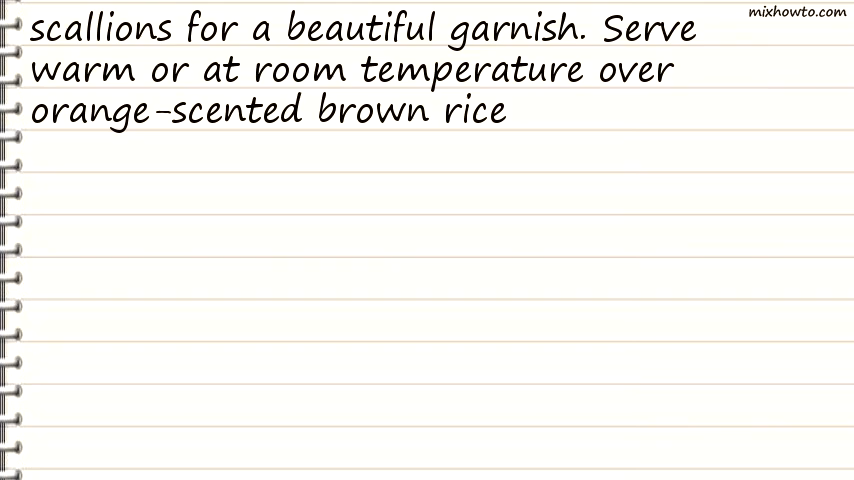 mixhowto.com
scallions for a beautiful garnish. Serve
warm or at room temperature over
orange-scented brown rice